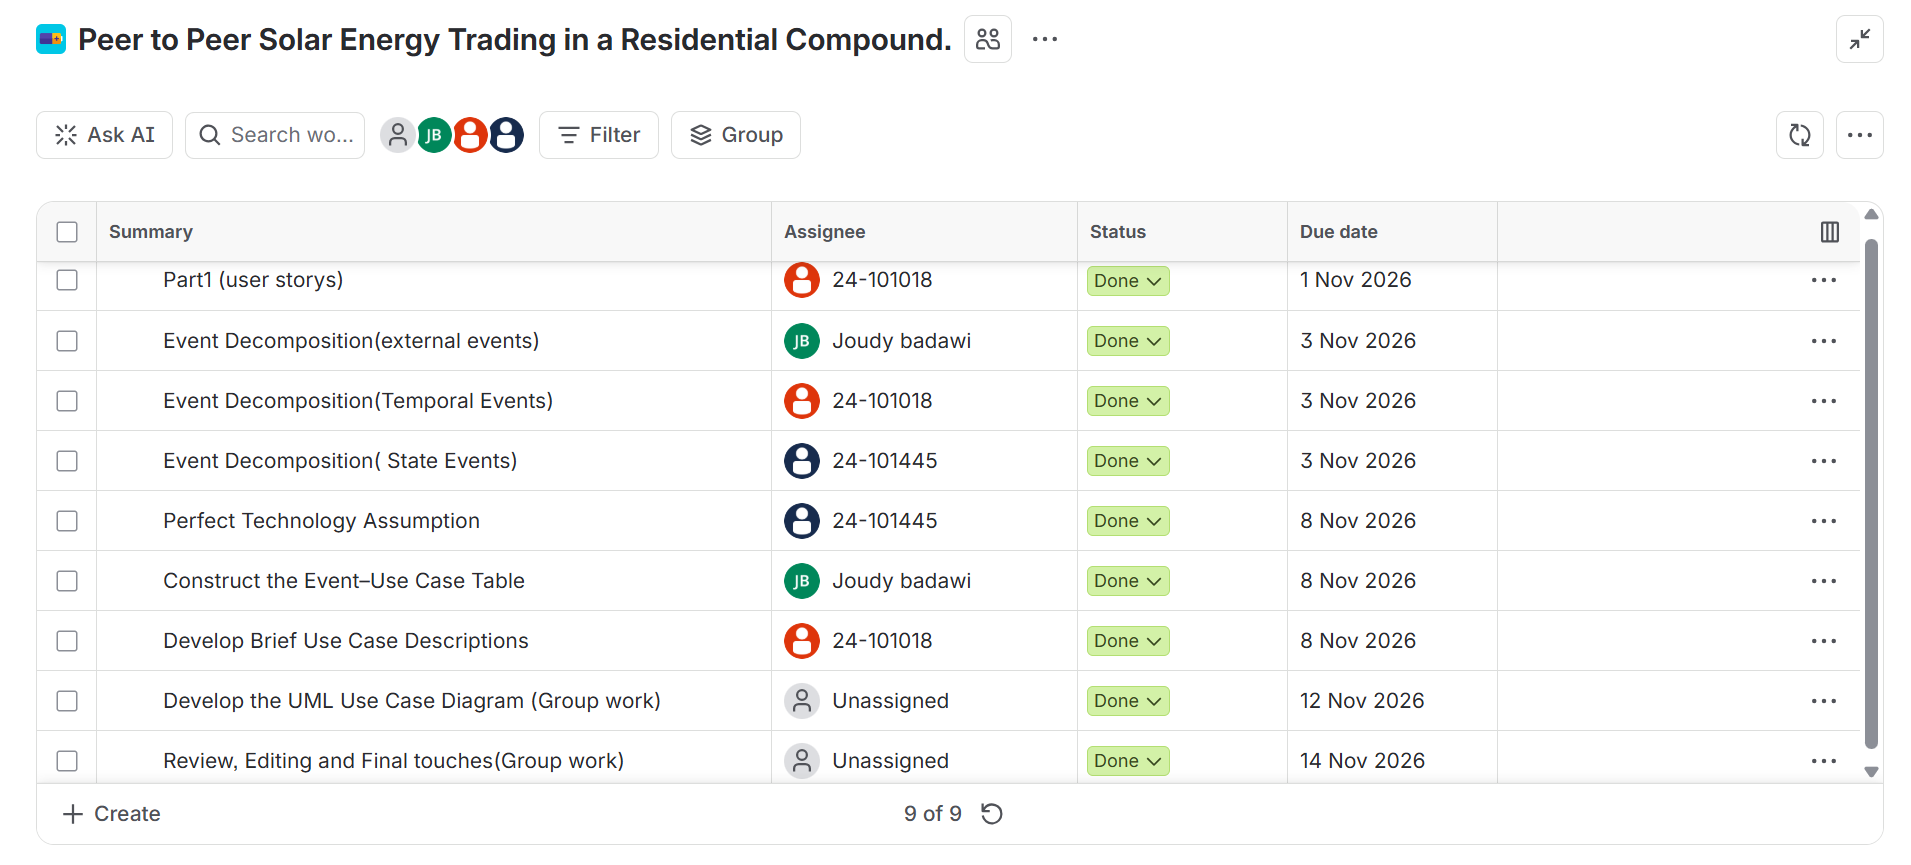 Peer to Peer Solar Energy Trading in a Residential Compound.
Ask AI Search wo... JB Filter Group
Summary Assignee Status Due date
Part1 (user storys) 24-101018 Done 1 Nov 2026
Event Decomposition(external events) JB Joudy badawi Done 3 Nov 2026
Event Decomposition(Temporal Events) 24-101018 Done 3 Nov 2026
Event Decomposition( State Events) 24-101445 Done 3 Nov 2026
Perfect Technology Assumption 24-101445 Done 8 Nov 2026
Construct the Event–Use Case Table JB Joudy badawi Done 8 Nov 2026
Develop Brief Use Case Descriptions 24-101018 Done 8 Nov 2026
Develop the UML Use Case Diagram (Group work) Unassigned Done 12 Nov 2026
Review, Editing and Final touches(Group work) Unassigned Done 14 Nov 2026
Create 9 of 9